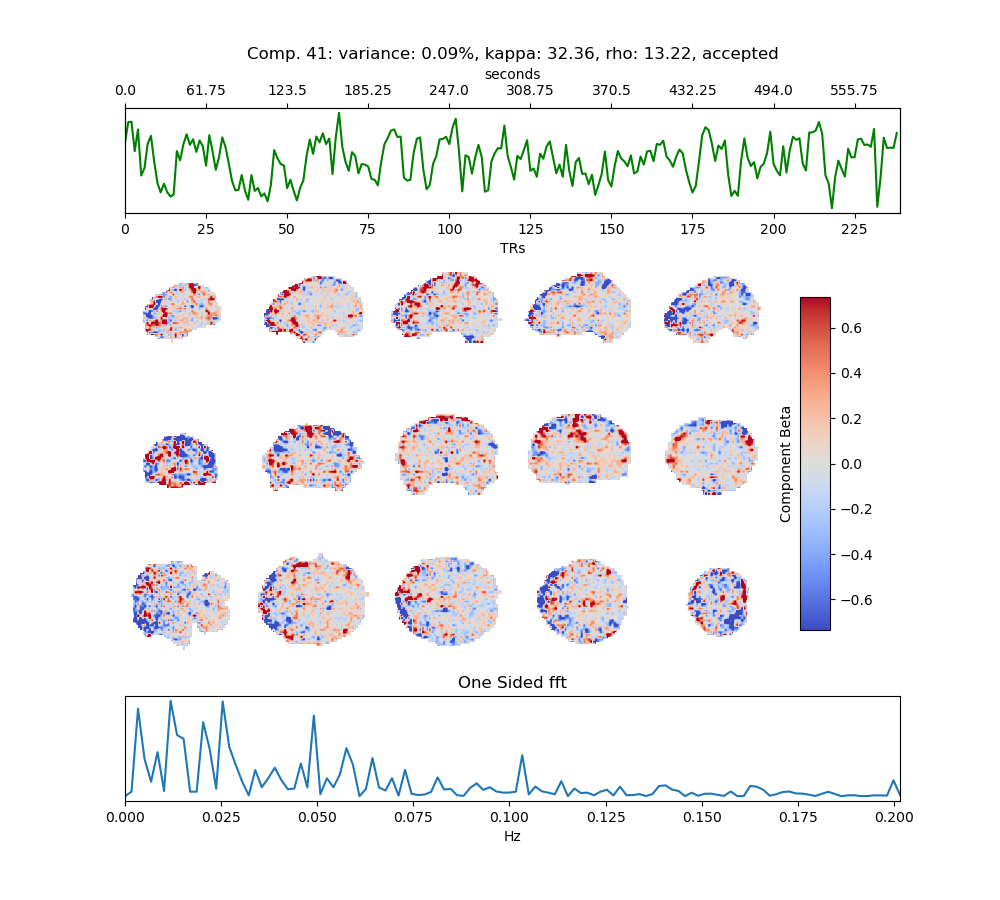 Comp. 41: variance: 0.09%, kappa: 32.36, rho: 13.22, accepted
seconds
0.0 61.75 123.5 185.25 247.0 308.75 370.5 432.25 494.0 555.75
0 25 50 75 100 125 150 175 200 225
TRs
0.6
0.4
0.2
0.0
−0.2
−0.4
−0.6
Component Beta
One Sided fft
0.000 0.025 0.050 0.075 0.100 0.125 0.150 0.175 0.200
Hz